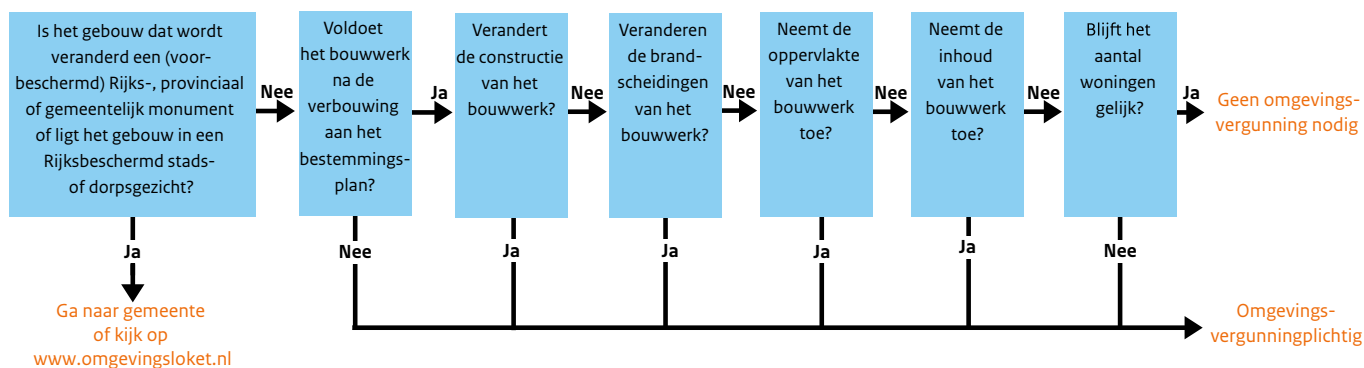 Is het gebouw dat wordt
veranderd een (voor-
beschermd) Rijks-, provinciaal
of gemeentelijk monument
of ligt het gebouw in een
Rijksbeschermd stads-
of dorpsgezicht?
Nee
Ja
Ga naar gemeente
of kijk op
www.omgevingsloket.nl
Voldoet
het bouwwerk
na de
verbouwing
aan het
bestemmings-
plan?
Ja
Nee
Verandert
de constructie
van het
bouwwerk?
Nee
Ja
Veranderen
de brand-
scheidingen
van het
bouwwerk?
Nee
Ja
Neemt de
oppervlakte
van het
bouwwerk
toe?
Nee
Ja
Neemt de
inhoud
van het
bouwwerk
toe?
Nee
Ja
Blijft het
aantal
woningen
gelijk?
Ja
Nee
Geen omgevings-
vergunning nodig
Omgevings-
vergunningplichtig